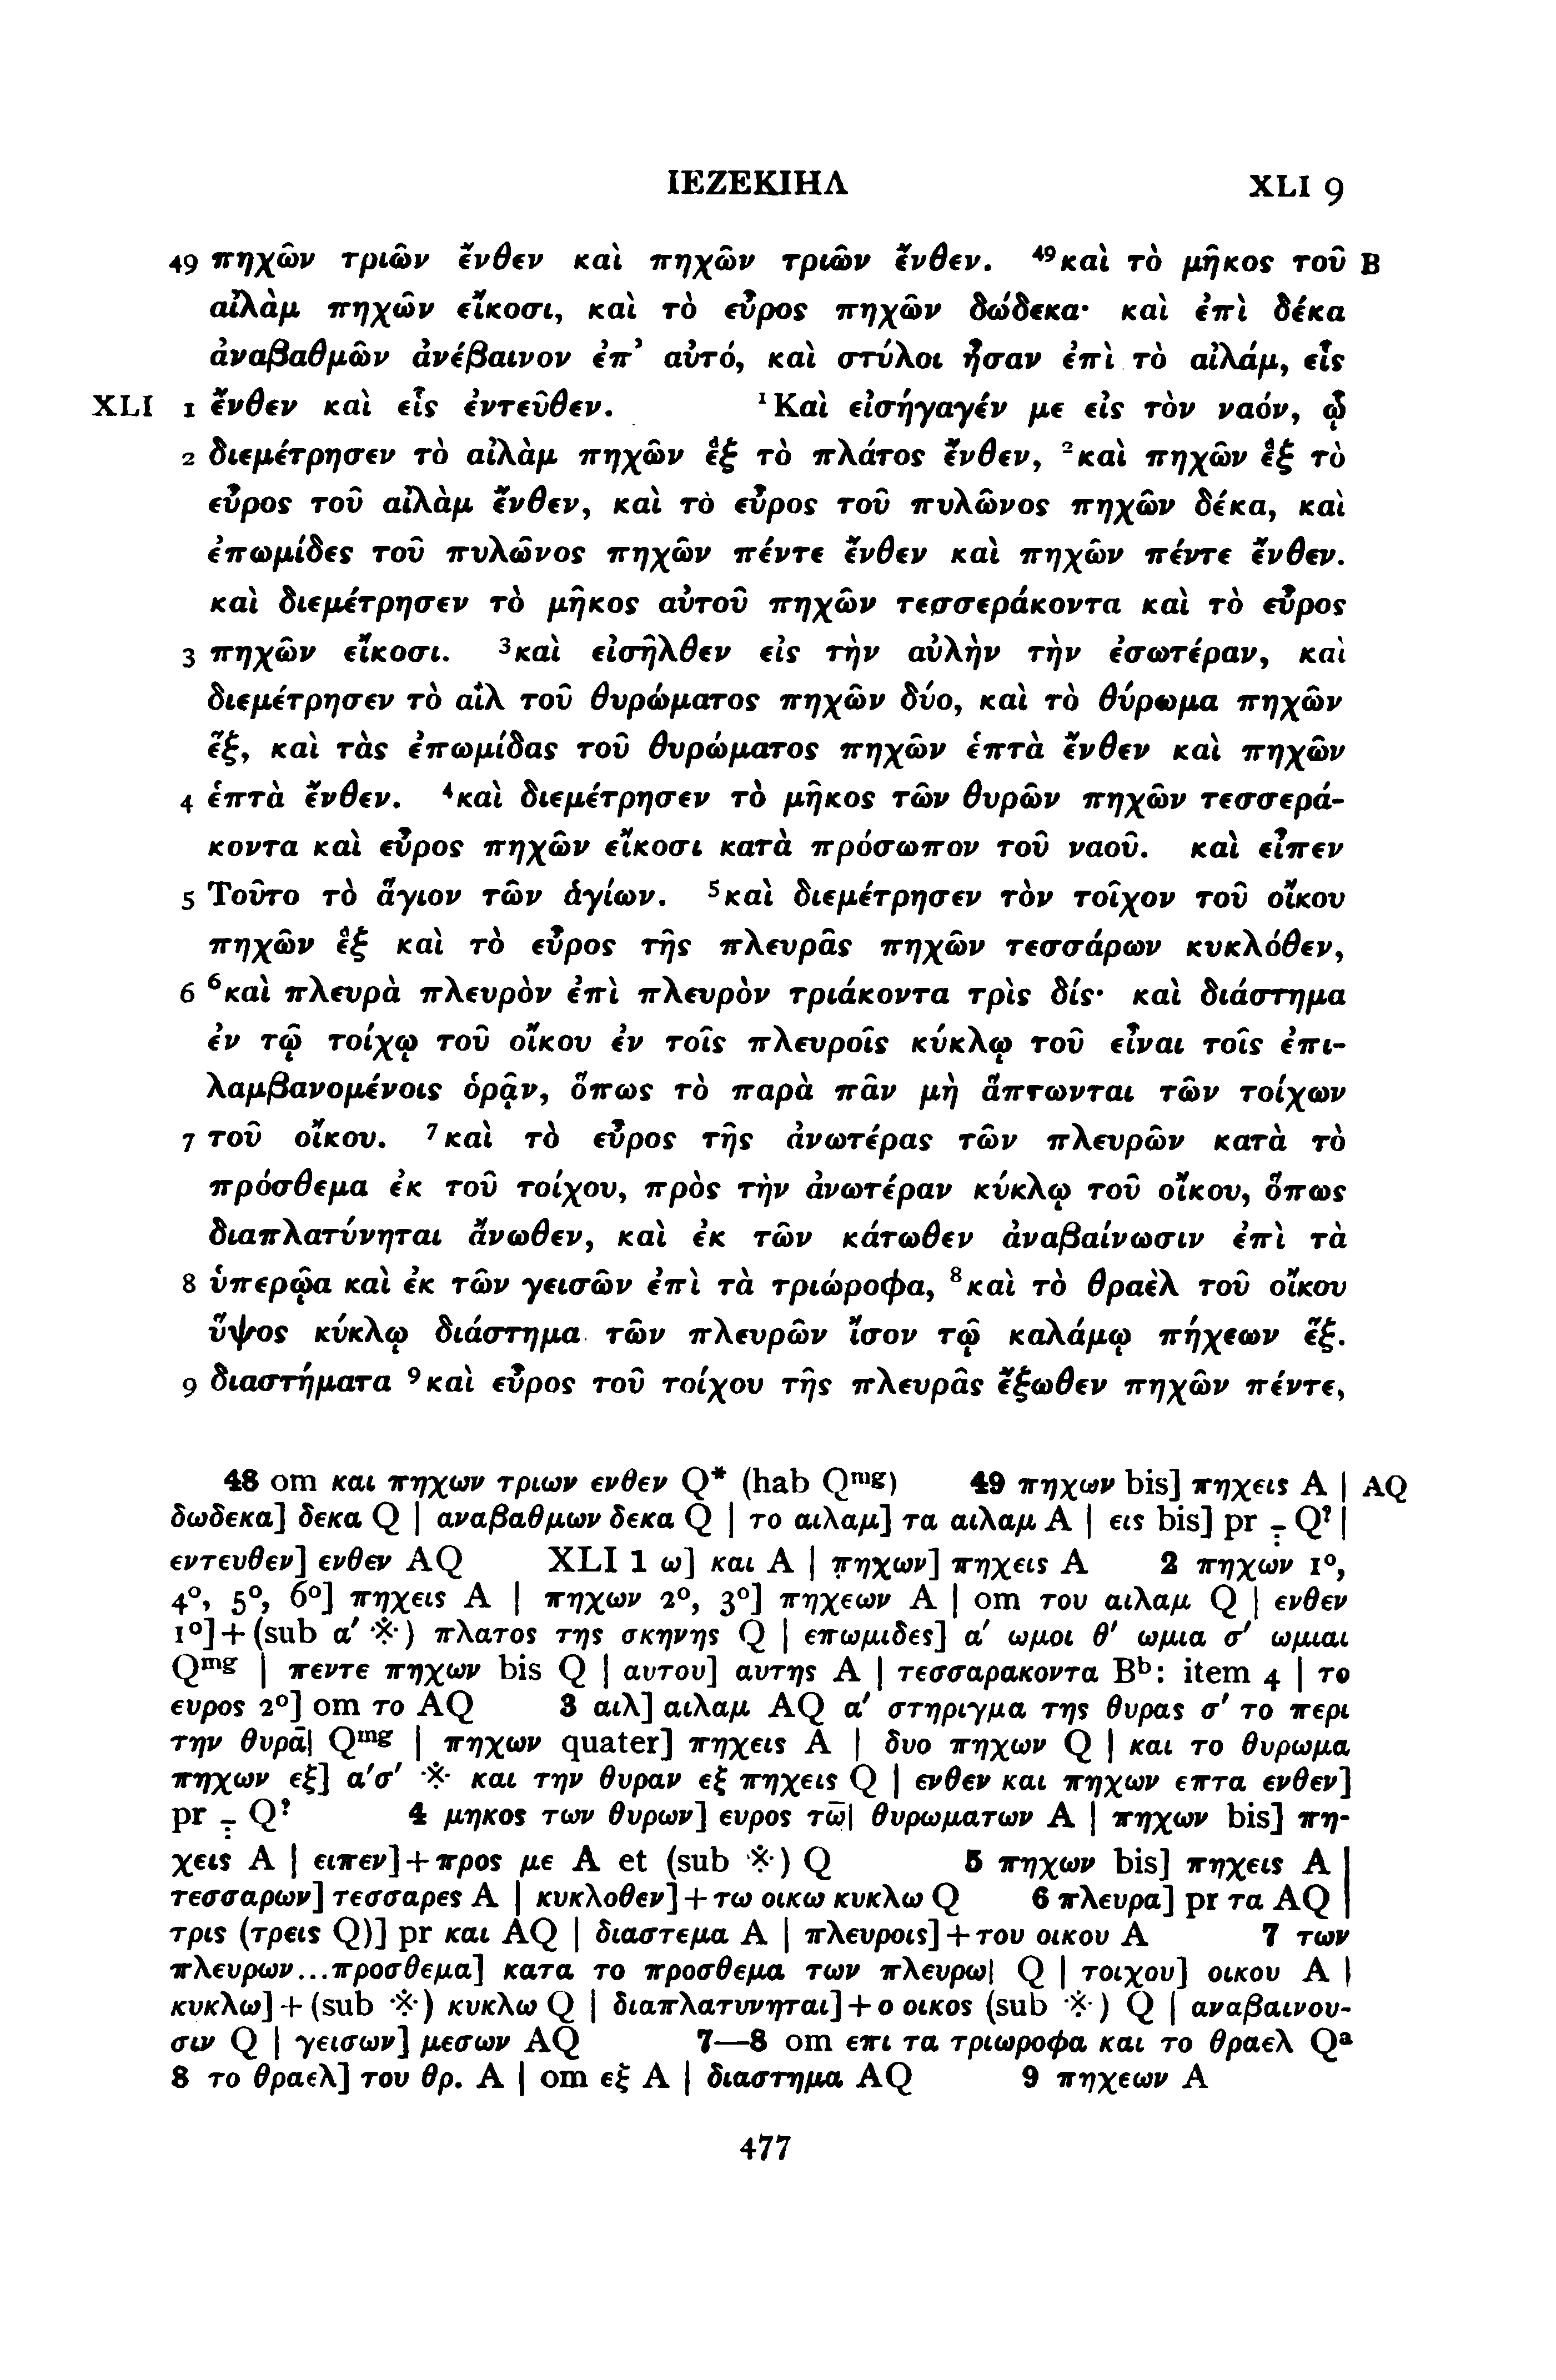 ΙΕΖΕΚΙΗΛ XLI 9
49 πηχῶν τριῶν ἔνθεν καὶ πηχῶν τριῶν ἔνθεν. ⁴⁹καὶ τὸ μῆκος τοῦ B
αἰλὰμ πηχῶν εἴκοσι, καὶ τὸ εὖρος πηχῶν δώδεκα· καὶ ἐπὶ δέκα
ἀναβαθμῶν ἀνέβαινον ἐπ᾽ αὐτό, καὶ στύλοι ἦσαν ἐπὶ τὸ αἰλάμ, εἷς
XLI 1 ἔνθεν καὶ εἷς ἐντεῦθεν. ¹Καὶ εἰσήγαγέν με εἰς τὸν ναόν, ᾧ
2 διεμέτρησεν τὸ αἰλὰμ πηχῶν ἓξ τὸ πλάτος ἔνθεν, ²καὶ πηχῶν ἓξ τὸ
εὖρος τοῦ αἰλὰμ ἔνθεν, καὶ τὸ εὖρος τοῦ πυλῶνος πηχῶν δέκα, καὶ
ἐπωμίδες τοῦ πυλῶνος πηχῶν πέντε ἔνθεν καὶ πηχῶν πέντε ἔνθεν.
καὶ διεμέτρησεν τὸ μῆκος αὐτοῦ πηχῶν τεσσεράκοντα καὶ τὸ εὖρος
3 πηχῶν εἴκοσι. ³καὶ εἰσῆλθεν εἰς τὴν αὐλὴν τὴν ἐσωτέραν, καὶ
διεμέτρησεν τὸ αἲλ τοῦ θυρώματος πηχῶν δύο, καὶ τὸ θύρωμα πηχῶν
ἕξ, καὶ τὰς ἐπωμίδας τοῦ θυρώματος πηχῶν ἑπτὰ ἔνθεν καὶ πηχῶν
4 ἑπτὰ ἔνθεν. ⁴καὶ διεμέτρησεν τὸ μῆκος τῶν θυρῶν πηχῶν τεσσερά-
κοντα καὶ εὖρος πηχῶν εἴκοσι κατὰ πρόσωπον τοῦ ναοῦ. καὶ εἶπεν
5 Τοῦτο τὸ ἅγιον τῶν ἁγίων. ⁵καὶ διεμέτρησεν τὸν τοῖχον τοῦ οἴκου
πηχῶν ἓξ καὶ τὸ εὖρος τῆς πλευρᾶς πηχῶν τεσσάρων κυκλόθεν,
6 ⁶καὶ πλευρὰ πλευρὸν ἐπὶ πλευρὸν τριάκοντα τρὶς δίς· καὶ διάστημα
ἐν τῷ τοίχῳ τοῦ οἴκου ἐν τοῖς πλευροῖς κύκλῳ τοῦ εἶναι τοῖς ἐπι-
λαμβανομένοις ὁρᾷν, ὅπως τὸ παρὰ πᾶν μὴ ἅπτωνται τῶν τοίχων
7 τοῦ οἴκου. ⁷καὶ τὸ εὖρος τῆς ἀνωτέρας τῶν πλευρῶν κατὰ τὸ
πρόσθεμα ἐκ τοῦ τοίχου, πρὸς τὴν ἀνωτέραν κύκλῳ τοῦ οἴκου, ὅπως
διαπλατύνηται ἄνωθεν, καὶ ἐκ τῶν κάτωθεν ἀναβαίνωσιν ἐπὶ τὰ
8 ὑπερῷα καὶ ἐκ τῶν γεισῶν ἐπὶ τὰ τριώροφα, ⁸καὶ τὸ θραὲλ τοῦ οἴκου
ὕψος κύκλῳ διάστημα τῶν πλευρῶν ἴσον τῷ καλάμῳ πήχεων ἕξ.
9 διαστήματα ⁹καὶ εὖρος τοῦ τοίχου τῆς πλευρᾶς ἔξωθεν πηχῶν πέντε,
48 om και πηχων τριων ενθεν Q* (hab Qᵐᵍ) 49 πηχων bis] πηχεις A | AQ
δωδεκα] δεκα Q | αναβαθμων δεκα Q | το αιλαμ] τα αιλαμ A | εις bis] pr ÷ Q? |
εντευθεν] ενθεν AQ XLI 1 ω] και A | πηχων] πηχεις A 2 πηχων 1°,
4°, 5°, 6°] πηχεις A | πηχων 2°, 3°] πηχεων A | om του αιλαμ Q | ενθεν
1°]+(sub α′ ※) πλατος της σκηνης Q | επωμιδες] α′ ωμοι θ′ ωμια σ′ ωμιαι
Qᵐᵍ | πεντε πηχων bis Q | αυτου] αυτης A | τεσσαρακοντα Bᵇ: item 4 | το
ευρος 2°] om το AQ 3 αιλ] αιλαμ AQ α′ στηριγμα της θυρας σ′ το περι
την θυρᾱ| Qᵐᵍ | πηχων quater] πηχεις A | δυο πηχων Q | και το θυρωμα
πηχων εξ] α′σ′ ※ και την θυραν εξ πηχεις Q | ενθεν και πηχων επτα ενθεν]
pr ÷ Q? 4 μηκος των θυρων] ευρος τω̄| θυρωματων A | πηχων bis] πη-
χεις A | ειπεν]+προς με A et (sub ※) Q 5 πηχων bis] πηχεις A |
τεσσαρων] τεσσαρες A | κυκλοθεν]+τω οικω κυκλω Q 6 πλευρα] pr τα AQ |
τρις (τρεις Q)] pr και AQ | διαστεμα A | πλευροις]+του οικου A 7 των
πλευρων...προσθεμα] κατα το προσθεμα των πλευρω| Q | τοιχου] οικου A |
κυκλω]+(sub ※) κυκλω Q | διαπλατυνηται]+ο οικος (sub ※) Q | αναβαινου-
σιν Q | γεισων] μεσων AQ 7—8 om επι τα τριωροφα και το θραελ Qᵃ
8 το θραελ] του θρ. A | om εξ A | διαστημα AQ 9 πηχεων A
477